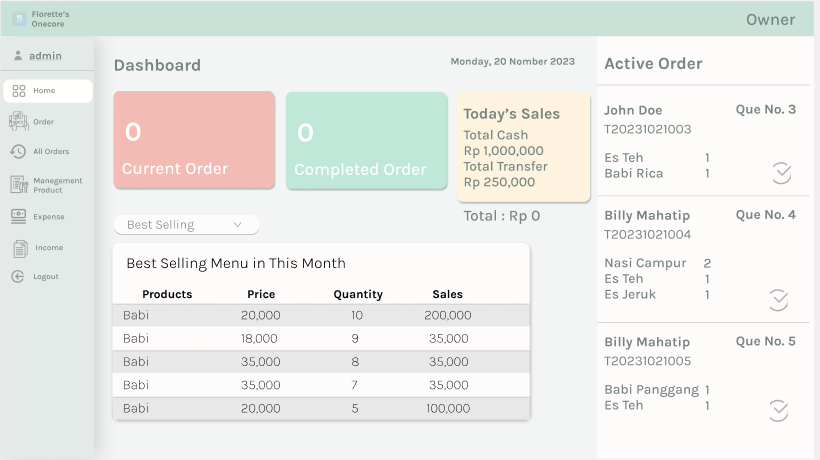 Florette's
Onecore
Owner
admin
Home
Order
All Orders
Manegement
Product
Expense
Income
Logout
Dashboard
Monday, 20 Nomber 2023
0
Current Order
0
Completed Order
Today's Sales
Total Cash
Rp 1,000,000
Total Transfer
Rp 250,000
Total : Rp 0
Best Selling
Best Selling Menu in This Month
Products Price Quantity Sales
Babi 20,000 10 200,000
Babi 18,000 9 35,000
Babi 35,000 8 35,000
Babi 35,000 7 35,000
Babi 20,000 5 100,000
Active Order
John Doe Que No. 3
T20231021003
Es Teh 1
Babi Rica 1
Billy Mahatip Que No. 4
T20231021004
Nasi Campur 2
Es Teh 1
Es Jeruk 1
Billy Mahatip Que No. 5
T20231021005
Babi Panggang 1
Es Teh 1